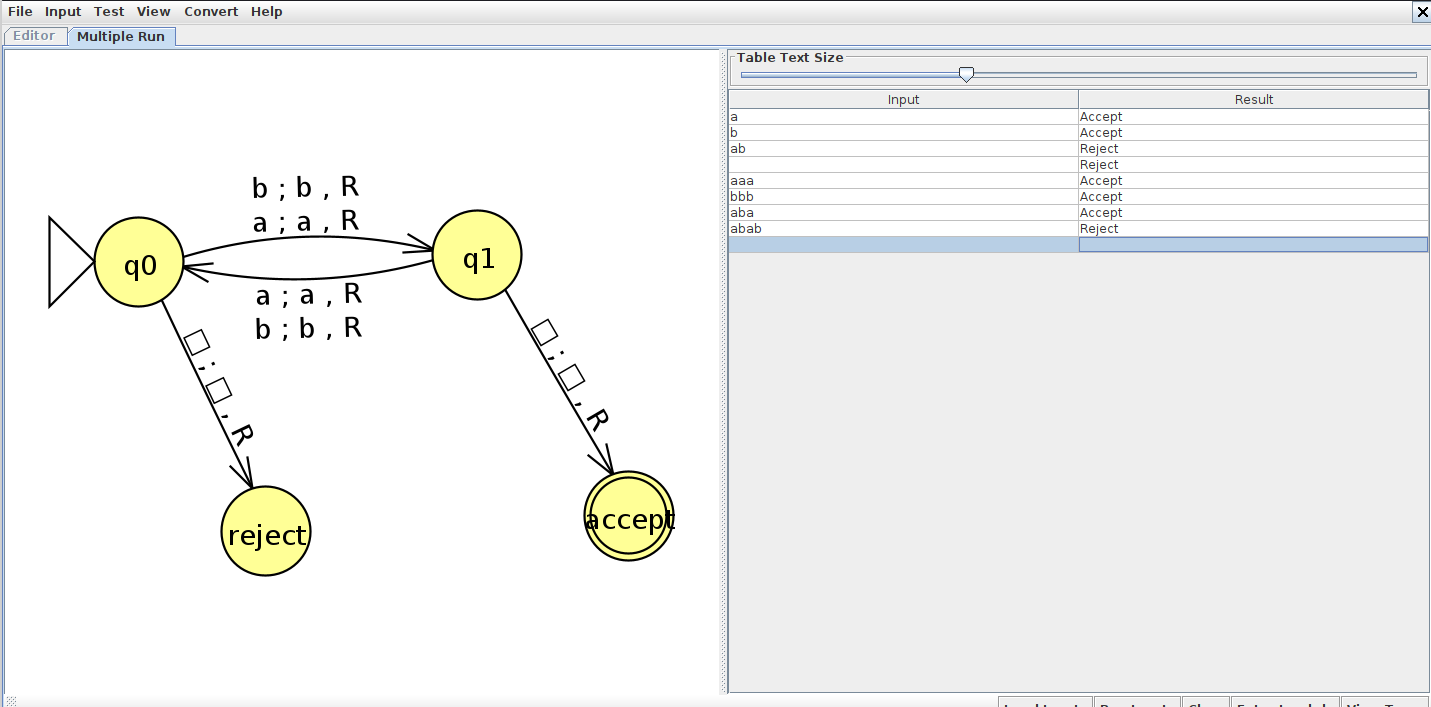 File Input Test View Convert Help
Editor Multiple Run
b ; b , R
a ; a , R
q0
q1
a ; a , R
b ; b , R
□ ; □ , R
□ ; □ , R
reject
accept
Table Text Size
Input Result
a Accept
b Accept
ab Reject
Reject
aaa Accept
bbb Accept
aba Accept
abab Reject